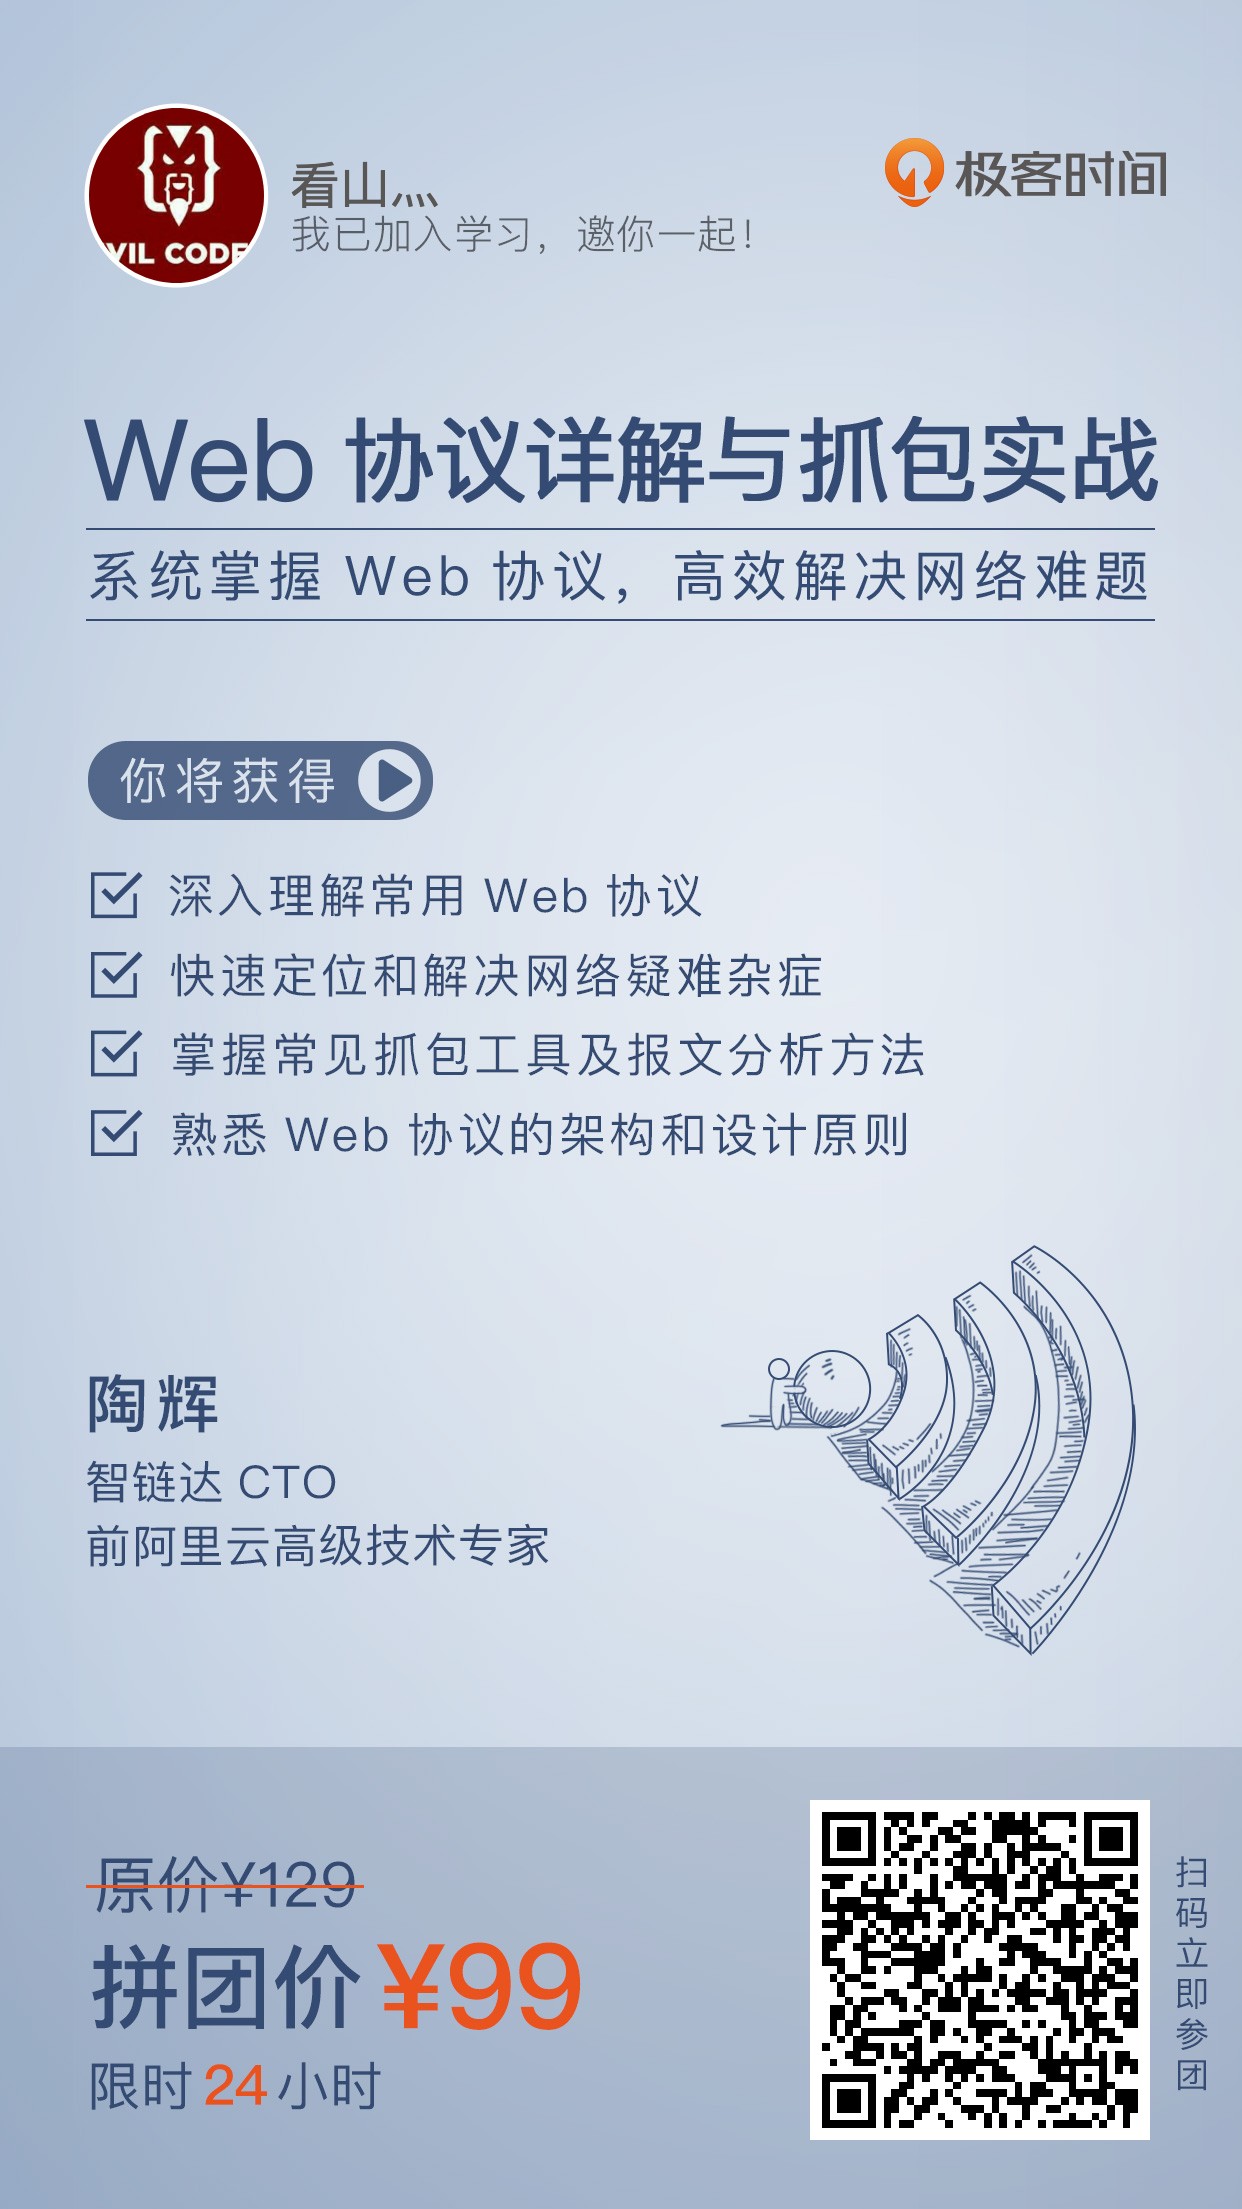 VIL CODE
看山灬
我已加入学习，邀你一起！
极客时间
Web 协议详解与抓包实战
系统掌握 Web 协议，高效解决网络难题
你将获得
深入理解常用 Web 协议
快速定位和解决网络疑难杂症
掌握常见抓包工具及报文分析方法
熟悉 Web 协议的架构和设计原则
陶辉
智链达 CTO
前阿里云高级技术专家
原价¥129
拼团价 ¥99
限时 24 小时
扫码立即参团